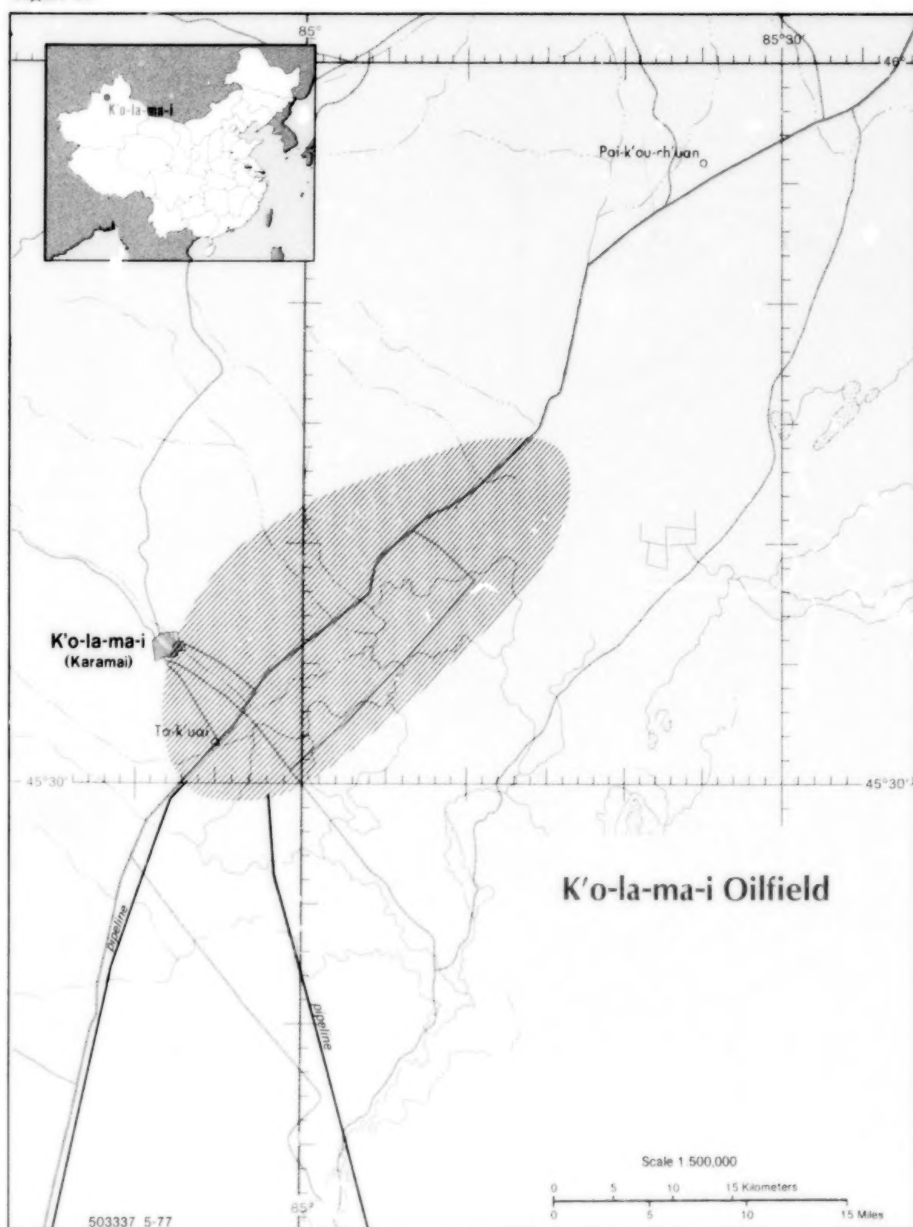 85°
85°30'
46°
K'o-la-ma-i
Pai-k'ou-ch'uan
K'o-la-ma-i
(Karamai)
Ta-k'uai
45°30'
45°30'
K'o-la-ma-i Oilfield
pipeline
pipeline
Scale 1:500,000
0 5 10 15 Kilometers
0 5 10 15 Miles
503337 5-77
85°